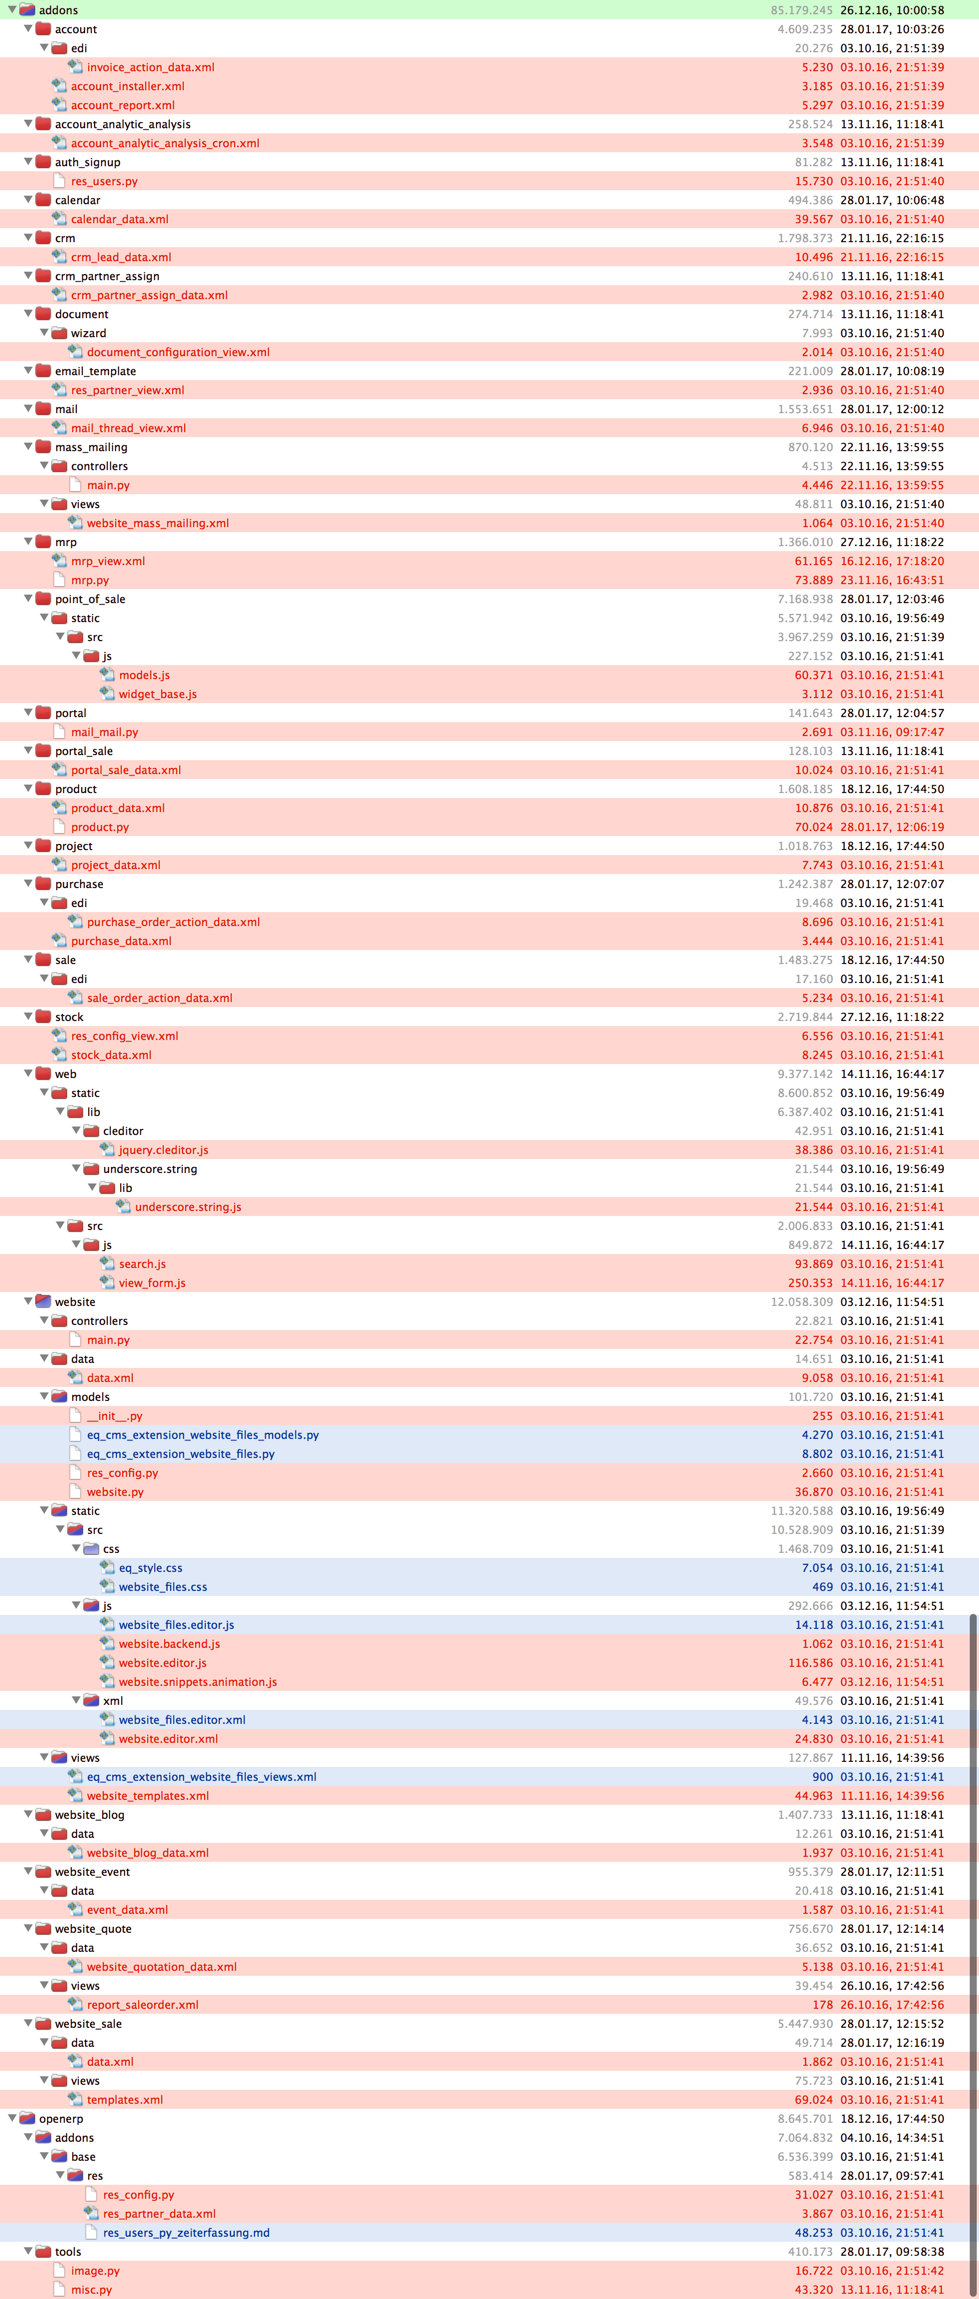 addons 85.179.245 26.12.16, 10:00:58
account 4.609.235 28.01.17, 10:03:26
edi 20.276 03.10.16, 21:51:39
invoice_action_data.xml 5.230 03.10.16, 21:51:39
account_installer.xml 3.185 03.10.16, 21:51:39
account_report.xml 5.297 03.10.16, 21:51:39
account_analytic_analysis 258.524 13.11.16, 11:18:41
account_analytic_analysis_cron.xml 3.548 03.10.16, 21:51:39
auth_signup 81.282 13.11.16, 11:18:41
res_users.py 15.730 03.10.16, 21:51:40
calendar 494.386 28.01.17, 10:06:48
calendar_data.xml 39.567 03.10.16, 21:51:40
crm 1.798.373 21.11.16, 22:16:15
crm_lead_data.xml 10.496 21.11.16, 22:16:15
crm_partner_assign 240.610 13.11.16, 11:18:41
crm_partner_assign_data.xml 2.982 03.10.16, 21:51:40
document 274.714 13.11.16, 11:18:41
wizard 7.993 03.10.16, 21:51:40
document_configuration_view.xml 2.014 03.10.16, 21:51:40
email_template 221.009 28.01.17, 10:08:19
res_partner_view.xml 2.936 03.10.16, 21:51:40
mail 1.553.651 28.01.17, 12:00:12
mail_thread_view.xml 6.946 03.10.16, 21:51:40
mass_mailing 870.120 22.11.16, 13:59:55
controllers 4.513 22.11.16, 13:59:55
main.py 4.446 22.11.16, 13:59:55
views 48.811 03.10.16, 21:51:40
website_mass_mailing.xml 1.064 03.10.16, 21:51:40
mrp 1.366.010 27.12.16, 11:18:22
mrp_view.xml 61.165 16.12.16, 17:18:20
mrp.py 73.889 23.11.16, 16:43:51
point_of_sale 7.168.938 28.01.17, 12:03:46
static 5.571.942 03.10.16, 19:56:49
src 3.967.259 03.10.16, 21:51:39
js 227.152 03.10.16, 21:51:41
models.js 60.371 03.10.16, 21:51:41
widget_base.js 3.112 03.10.16, 21:51:41
portal 141.643 28.01.17, 12:04:57
mail_mail.py 2.691 03.11.16, 09:17:47
portal_sale 128.103 13.11.16, 11:18:41
portal_sale_data.xml 10.024 03.10.16, 21:51:41
product 1.608.185 18.12.16, 17:44:50
product_data.xml 10.876 03.10.16, 21:51:41
product.py 70.024 28.01.17, 12:06:19
project 1.018.763 18.12.16, 17:44:50
project_data.xml 7.743 03.10.16, 21:51:41
purchase 1.242.387 28.01.17, 12:07:07
edi 19.468 03.10.16, 21:51:41
purchase_order_action_data.xml 8.696 03.10.16, 21:51:41
purchase_data.xml 3.444 03.10.16, 21:51:41
sale 1.483.275 18.12.16, 17:44:50
edi 17.160 03.10.16, 21:51:41
sale_order_action_data.xml 5.234 03.10.16, 21:51:41
stock 2.719.844 27.12.16, 11:18:22
res_config_view.xml 6.556 03.10.16, 21:51:41
stock_data.xml 8.245 03.10.16, 21:51:41
web 9.377.142 14.11.16, 16:44:17
static 8.600.852 03.10.16, 19:56:49
lib 6.387.402 03.10.16, 21:51:41
cleditor 42.951 03.10.16, 21:51:41
jquery.cleditor.js 38.386 03.10.16, 21:51:41
underscore.string 21.544 03.10.16, 19:56:49
lib 21.544 03.10.16, 21:51:41
underscore.string.js 21.544 03.10.16, 21:51:41
src 2.006.833 03.10.16, 21:51:41
js 849.872 14.11.16, 16:44:17
search.js 93.869 03.10.16, 21:51:41
view_form.js 250.353 14.11.16, 16:44:17
website 12.058.309 03.12.16, 11:54:51
controllers 22.821 03.10.16, 21:51:41
main.py 22.754 03.10.16, 21:51:41
data 14.651 03.10.16, 21:51:41
data.xml 9.058 03.10.16, 21:51:41
models 101.720 03.10.16, 21:51:41
__init__.py 255 03.10.16, 21:51:41
eq_cms_extension_website_files_models.py 4.270 03.10.16, 21:51:41
eq_cms_extension_website_files.py 8.802 03.10.16, 21:51:41
res_config.py 2.660 03.10.16, 21:51:41
website.py 36.870 03.10.16, 21:51:41
static 11.320.588 03.10.16, 19:56:49
src 10.528.909 03.10.16, 21:51:39
css 1.468.709 03.10.16, 21:51:41
eq_style.css 7.054 03.10.16, 21:51:41
website_files.css 469 03.10.16, 21:51:41
js 292.666 03.12.16, 11:54:51
website_files.editor.js 14.118 03.10.16, 21:51:41
website.backend.js 1.062 03.10.16, 21:51:41
website.editor.js 116.586 03.10.16, 21:51:41
website.snippets.animation.js 6.477 03.12.16, 11:54:51
xml 49.576 03.10.16, 21:51:41
website_files.editor.xml 4.143 03.10.16, 21:51:41
website.editor.xml 24.830 03.10.16, 21:51:41
views 127.867 11.11.16, 14:39:56
eq_cms_extension_website_files_views.xml 900 03.10.16, 21:51:41
website_templates.xml 44.963 11.11.16, 14:39:56
website_blog 1.407.733 13.11.16, 11:18:41
data 12.261 03.10.16, 21:51:41
website_blog_data.xml 1.937 03.10.16, 21:51:41
website_event 955.379 28.01.17, 12:11:51
data 20.418 03.10.16, 21:51:41
event_data.xml 1.587 03.10.16, 21:51:41
website_quote 756.670 28.01.17, 12:14:14
data 36.652 03.10.16, 21:51:41
website_quotation_data.xml 5.138 03.10.16, 21:51:41
views 39.454 26.10.16, 17:42:56
report_saleorder.xml 178 26.10.16, 17:42:56
website_sale 5.447.930 28.01.17, 12:15:52
data 49.714 28.01.17, 12:16:19
data.xml 1.862 03.10.16, 21:51:41
views 75.723 03.10.16, 21:51:41
templates.xml 69.024 03.10.16, 21:51:41
openerp 8.645.701 18.12.16, 17:44:50
addons 7.064.832 04.10.16, 14:34:51
base 6.536.399 03.10.16, 21:51:41
res 583.414 28.01.17, 09:57:41
res_config.py 31.027 03.10.16, 21:51:41
res_partner_data.xml 3.867 03.10.16, 21:51:41
res_users_py_zeiterfassung.md 48.253 03.10.16, 21:51:41
tools 410.173 28.01.17, 09:58:38
image.py 16.722 03.10.16, 21:51:42
misc.py 43.320 13.11.16, 11:18:41